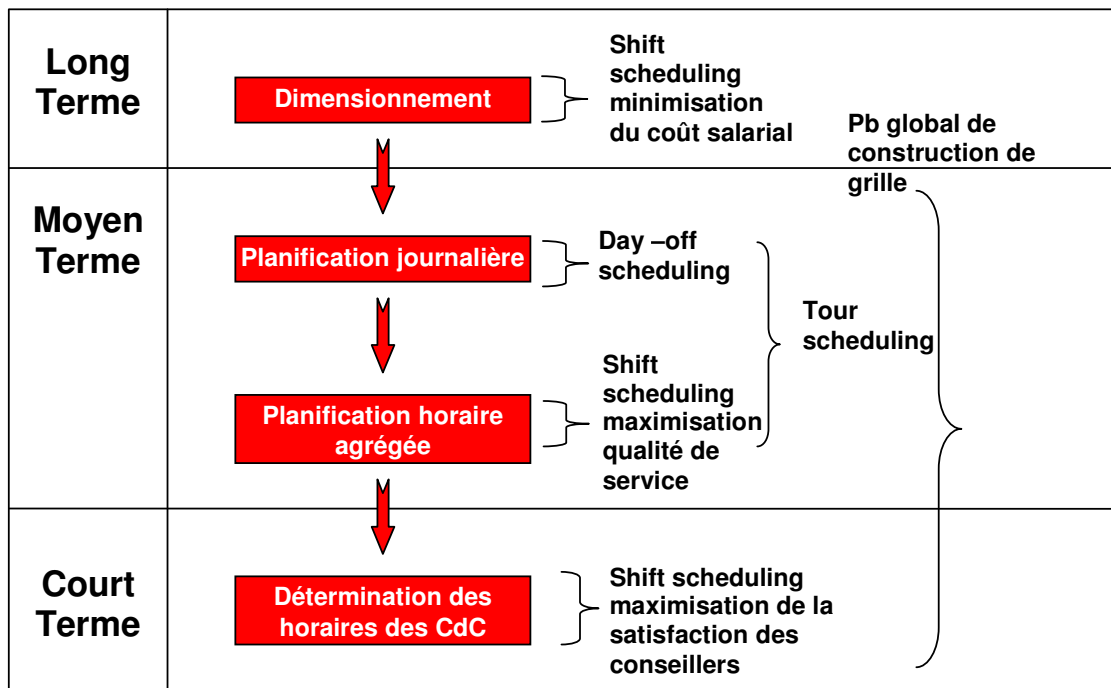 Long
Terme
Dimensionnement
Shift
scheduling
minimisation
du coût salarial
Pb global de
construction de
grille
Moyen
Terme
Planification journalière
Day –off
scheduling
Tour
scheduling
Planification horaire
agrégée
Shift
scheduling
maximisation
qualité de
service
Court
Terme
Détermination des
horaires des CdC
Shift scheduling
maximisation de la
satisfaction des
conseillers